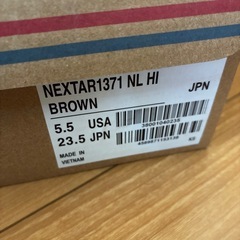 NEXTAR1371 NL HI JPN
BROWN
5.5 USA
23.5 JPN
MADE IN
VIETNAM